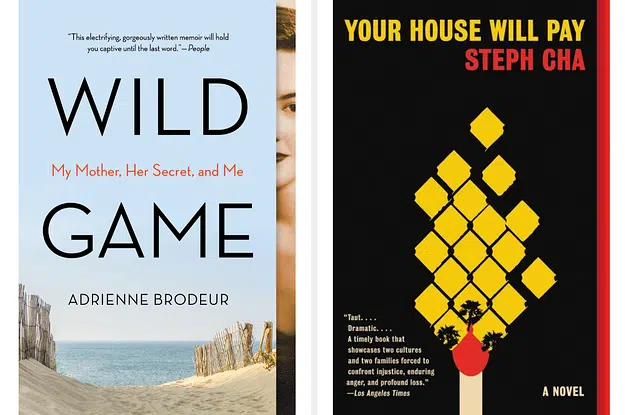 "This electrifying, gorgeously written memoir will hold
you captive until the last word."—People
WILD
My Mother, Her Secret, and Me
GAME
ADRIENNE BRODEUR
YOUR HOUSE WILL PAY
STEPH CHA
"Taut. . . .
Dramatic. . . .
A timely book that
showcases two cultures
and two families forced to
confront injustice, enduring
anger, and profound loss."
—Los Angeles Times
A NOVEL